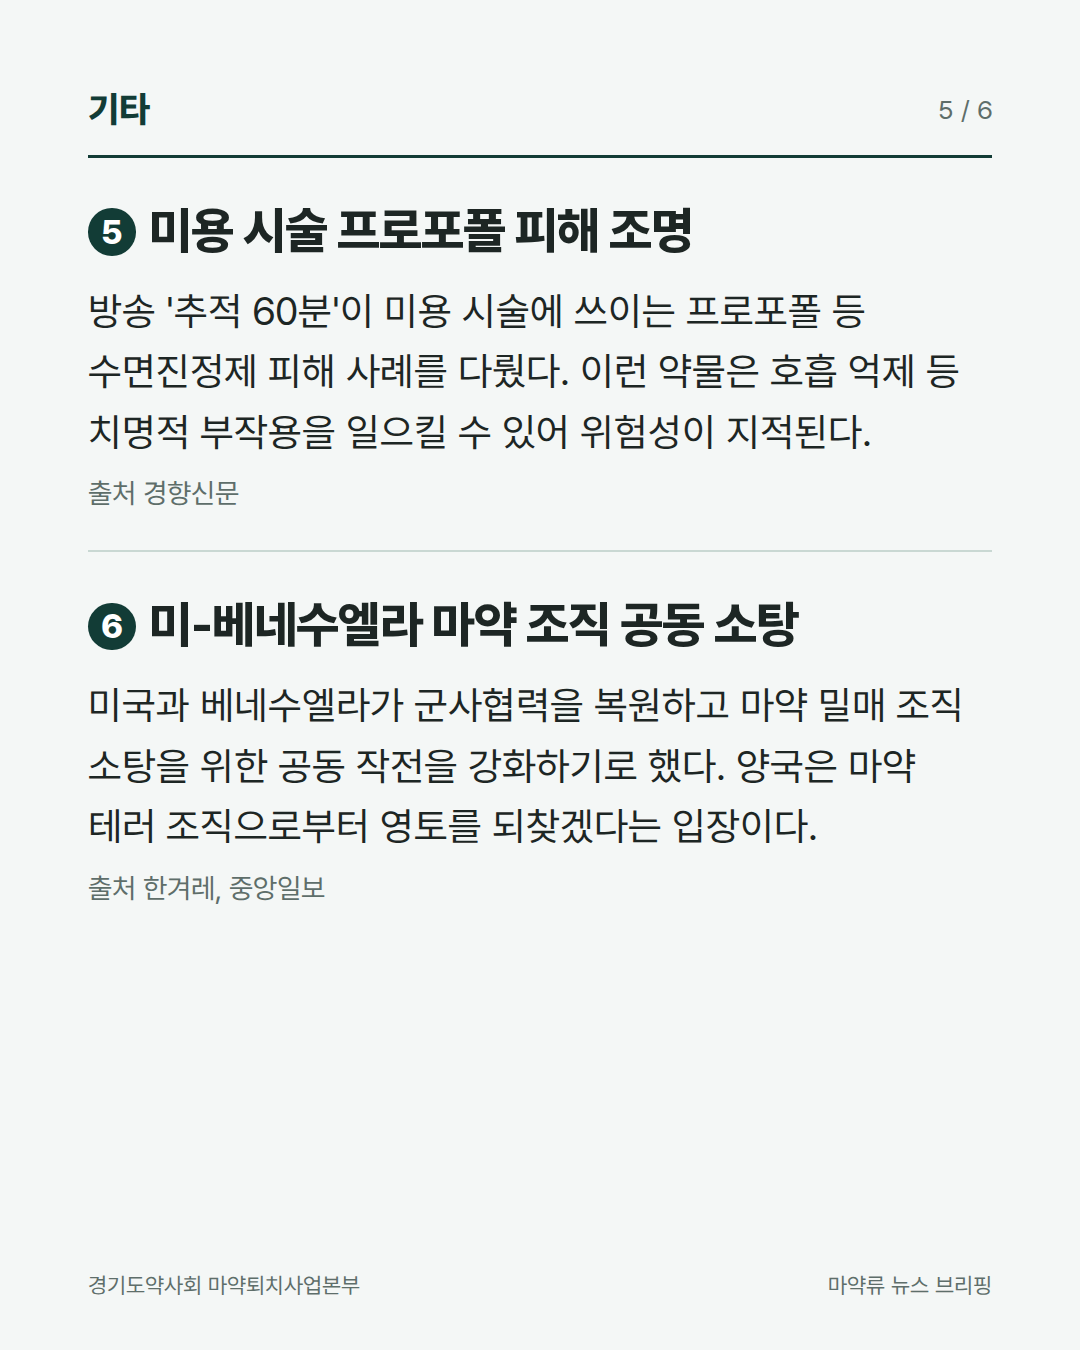 기타
5 / 6
5 미용 시술 프로포폴 피해 조명
방송 '추적 60분'이 미용 시술에 쓰이는 프로포폴 등
수면진정제 피해 사례를 다뤘다. 이런 약물은 호흡 억제 등
치명적 부작용을 일으킬 수 있어 위험성이 지적된다.
출처 경향신문
6 미-베네수엘라 마약 조직 공동 소탕
미국과 베네수엘라가 군사협력을 복원하고 마약 밀매 조직
소탕을 위한 공동 작전을 강화하기로 했다. 양국은 마약
테러 조직으로부터 영토를 되찾겠다는 입장이다.
출처 한겨레, 중앙일보
경기도약사회 마약퇴치사업본부
마약류 뉴스 브리핑